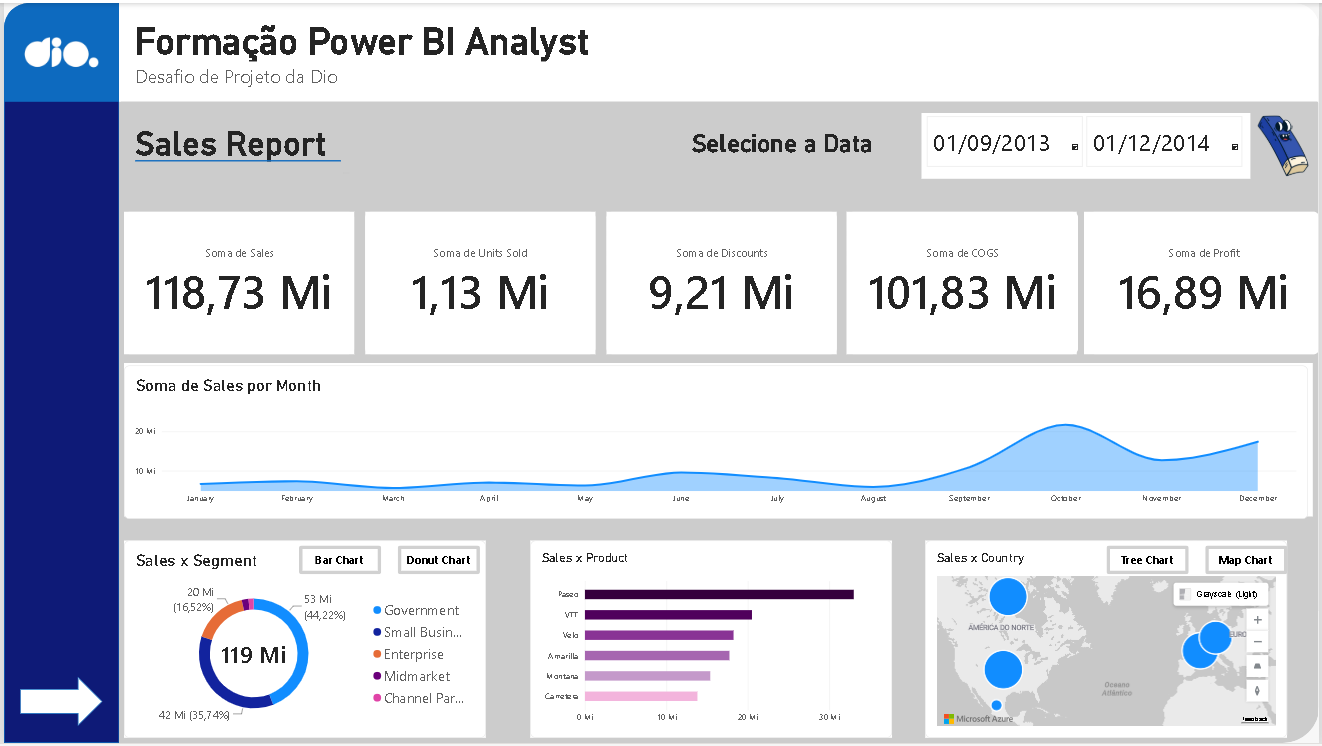 dio.
Formação Power BI Analyst
Desafio de Projeto da Dio
Sales Report
Selecione a Data
01/09/2013
01/12/2014
Soma de Sales
118,73 Mi
Soma de Units Sold
1,13 Mi
Soma de Discounts
9,21 Mi
Soma de COGS
101,83 Mi
Soma de Profit
16,89 Mi
Soma de Sales por Month
20 Mi
10 Mi
January February March April May June July August September October November December
Sales x Segment
Bar Chart
Donut Chart
20 Mi
(16,52%)
53 Mi
(44,22%)
119 Mi
42 Mi (35,74%)
Government
Small Busin...
Enterprise
Midmarket
Channel Par...
Sales x Product
Paseo
VTT
Velo
Amarilla
Montana
Carretera
0 Mi 10 Mi 20 Mi 30 Mi
Sales x Country
Tree Chart
Map Chart
Grayscale (Light)
AMÉRICA DO NORTE
EURO
Oceano
Atlântico
Microsoft Azure
Feedback